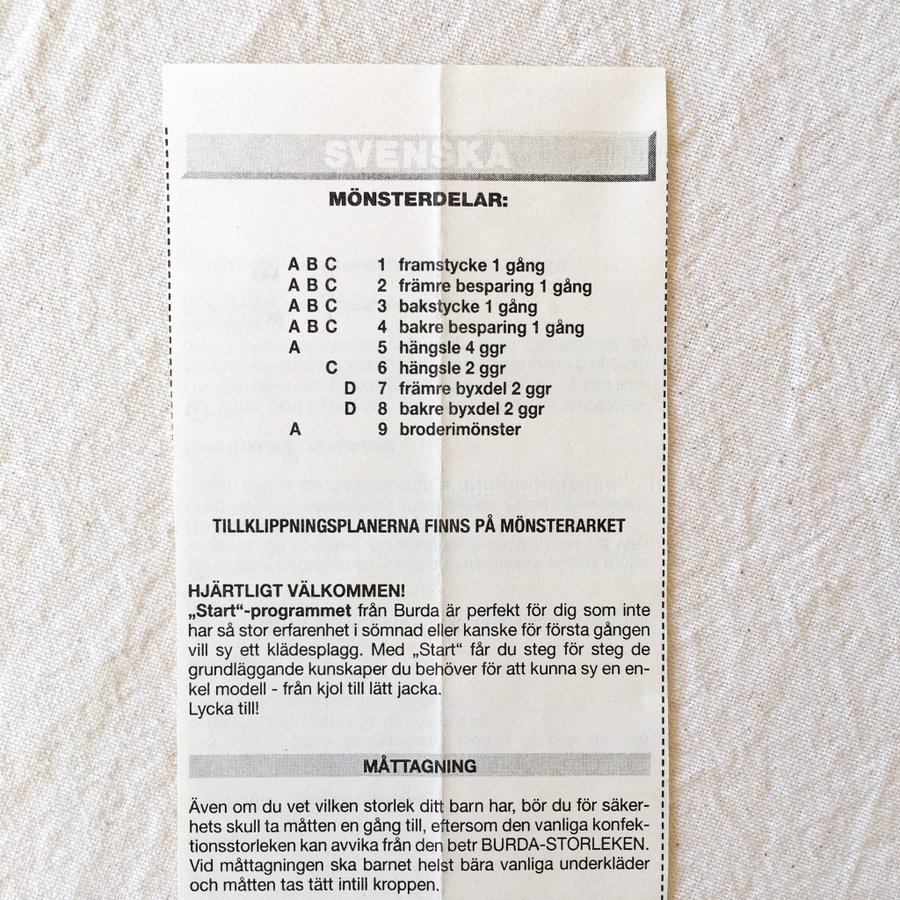 SVENSKA
MÖNSTERDELAR:
A B C 1 framstycke 1 gång
A B C 2 främre besparing 1 gång
A B C 3 bakstycke 1 gång
A B C 4 bakre besparing 1 gång
A 5 hängsle 4 ggr
C 6 hängsle 2 ggr
D 7 främre byxdel 2 ggr
D 8 bakre byxdel 2 ggr
A 9 broderimönster
TILLKLIPPNINGSPLANERNA FINNS PÅ MÖNSTERARKET
HJÄRTLIGT VÄLKOMMEN!
„Start“-programmet från Burda är perfekt för dig som inte
har så stor erfarenhet i sömnad eller kanske för första gången
vill sy ett klädesplagg. Med „Start“ får du steg för steg de
grundläggande kunskaper du behöver för att kunna sy en en-
kel modell - från kjol till lätt jacka.
Lycka till!
MÅTTAGNING
Även om du vet vilken storlek ditt barn har, bör du för säker-
hets skull ta måtten en gång till, eftersom den vanliga konfek-
tionsstorleken kan avvika från den betr BURDA-STORLEKEN.
Vid måttagningen ska barnet helst bära vanliga underkläder
och måtten tas tätt intill kroppen.